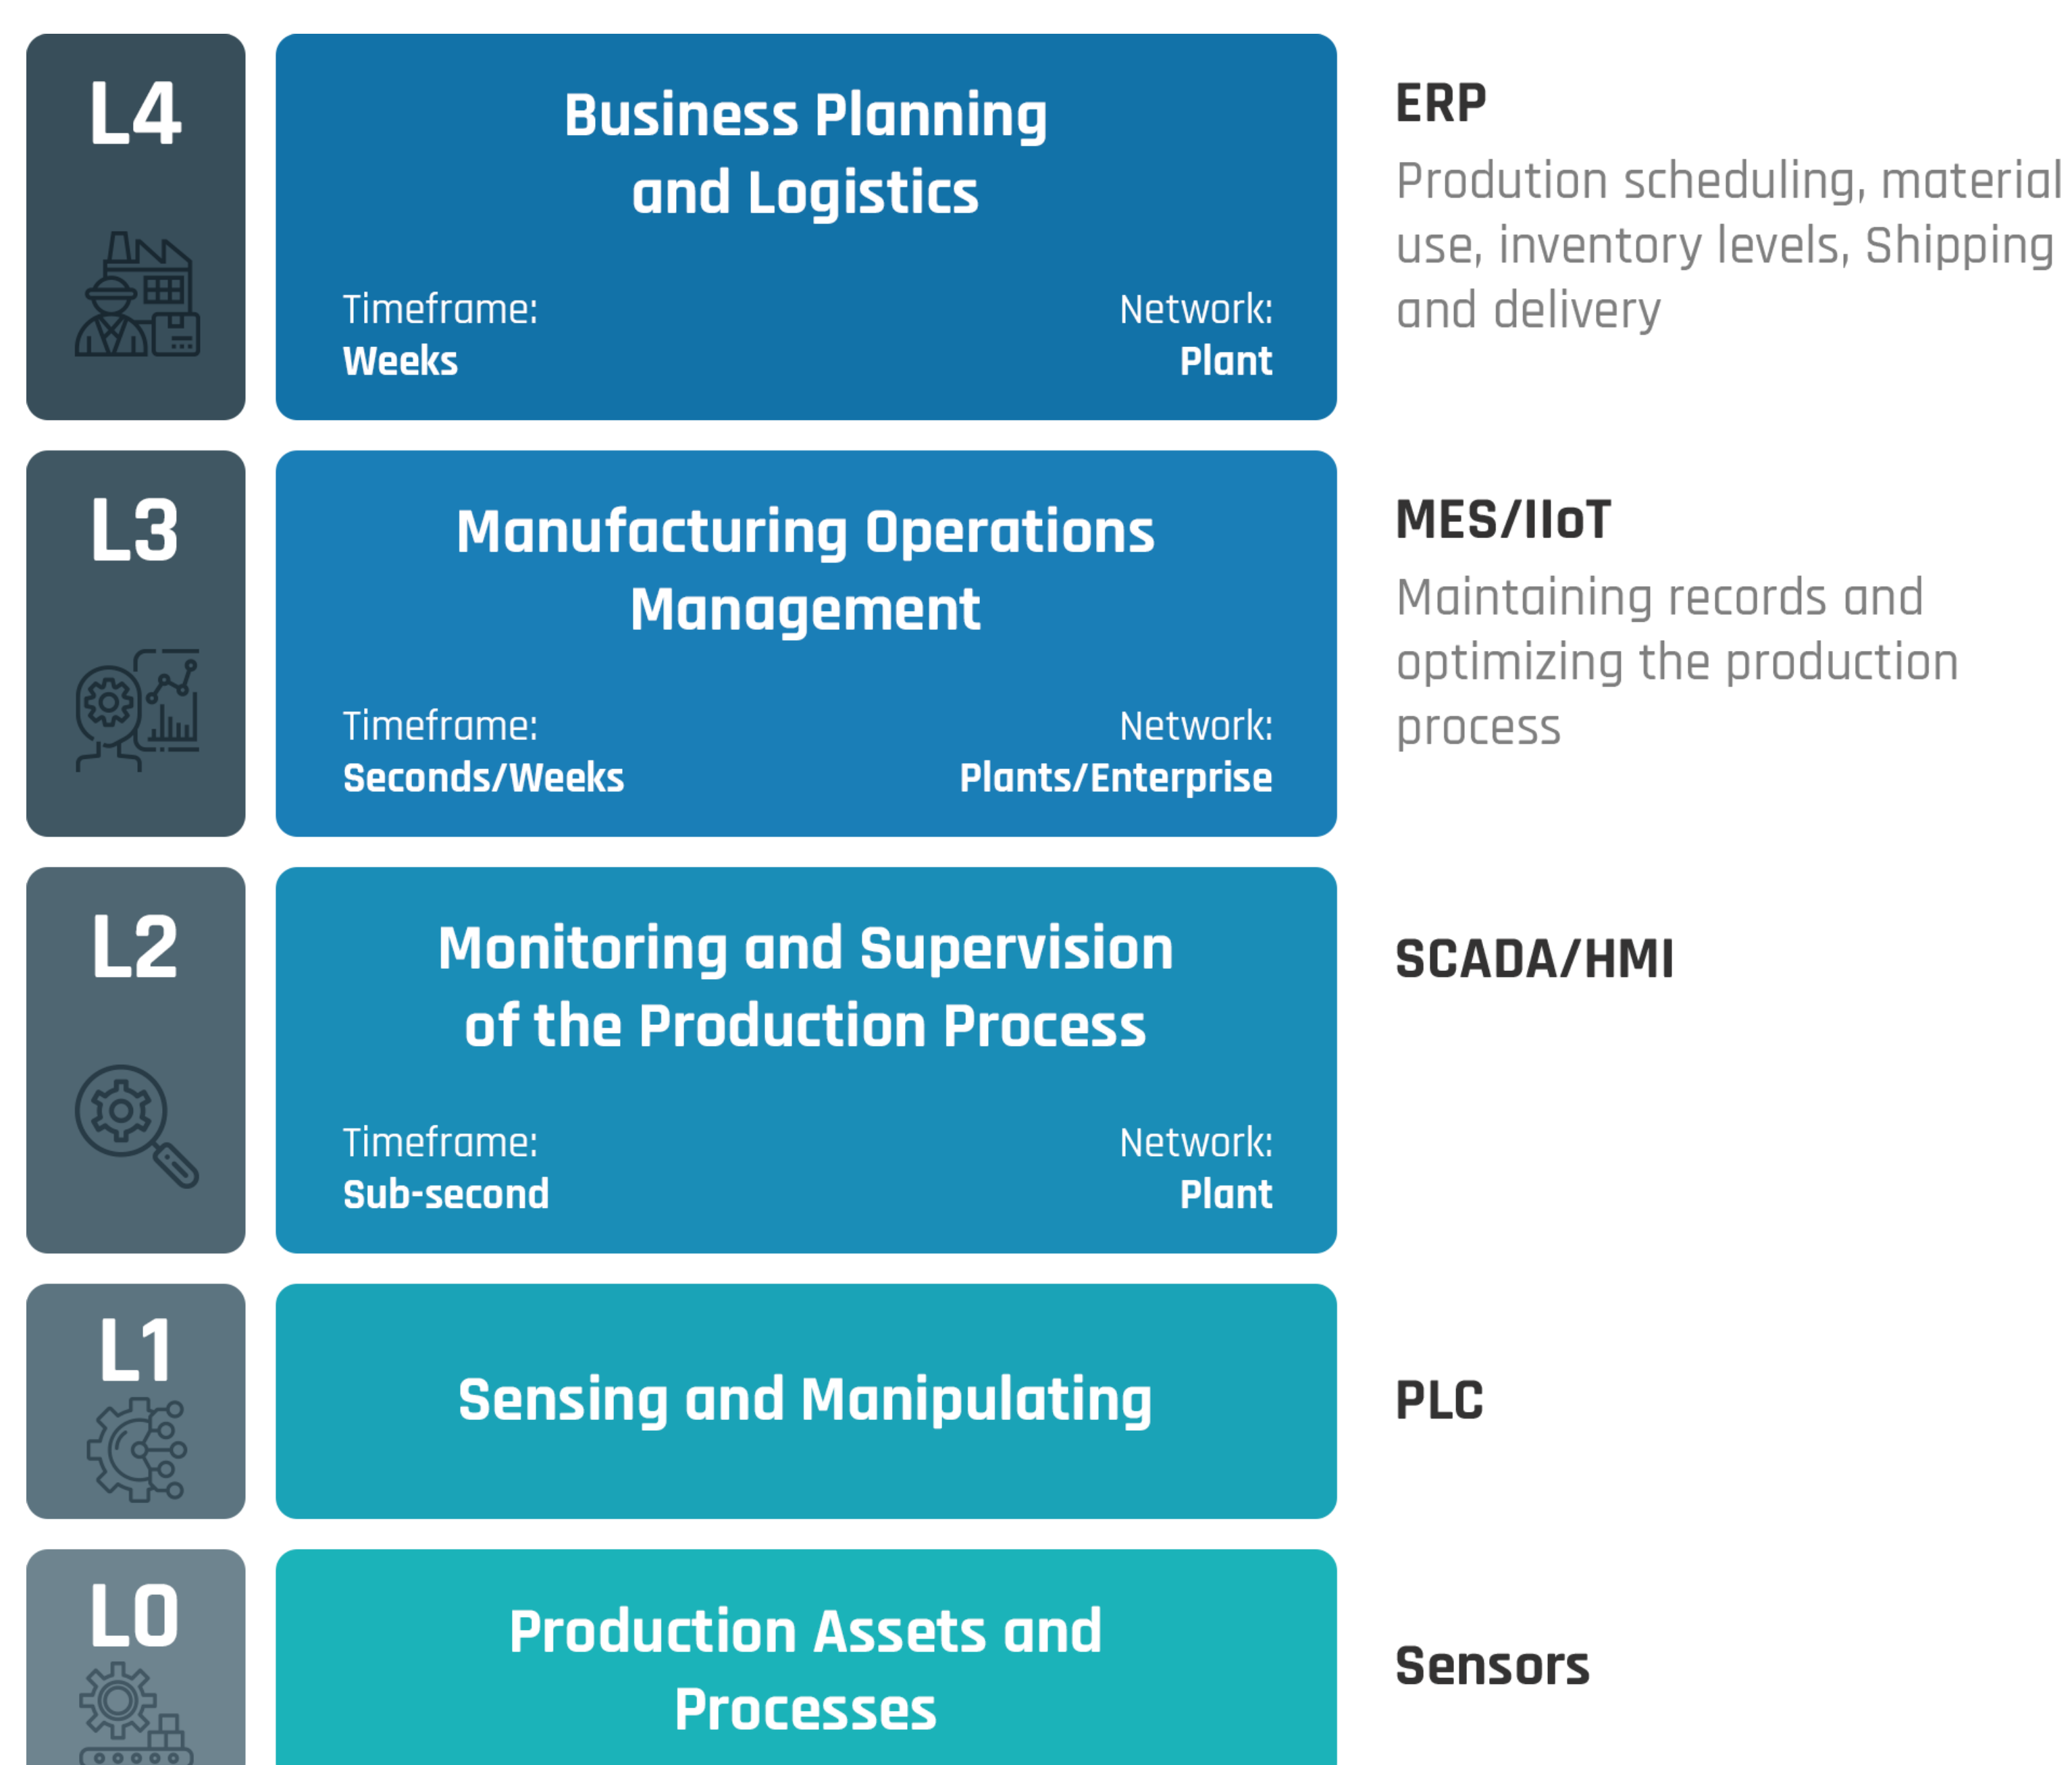 L4
Business Planning
and Logistics
Timeframe:
Weeks
Network:
Plant
ERP
Prodution scheduling, material
use, inventory levels, Shipping
and delivery
L3
Manufacturing Operations
Management
Timeframe:
Seconds/Weeks
Network:
Plants/Enterprise
MES/IIoT
Maintaining records and
optimizing the production
process
L2
Monitoring and Supervision
of the Production Process
Timeframe:
Sub-second
Network:
Plant
SCADA/HMI
L1
Sensing and Manipulating
PLC
L0
Production Assets and
Processes
Sensors